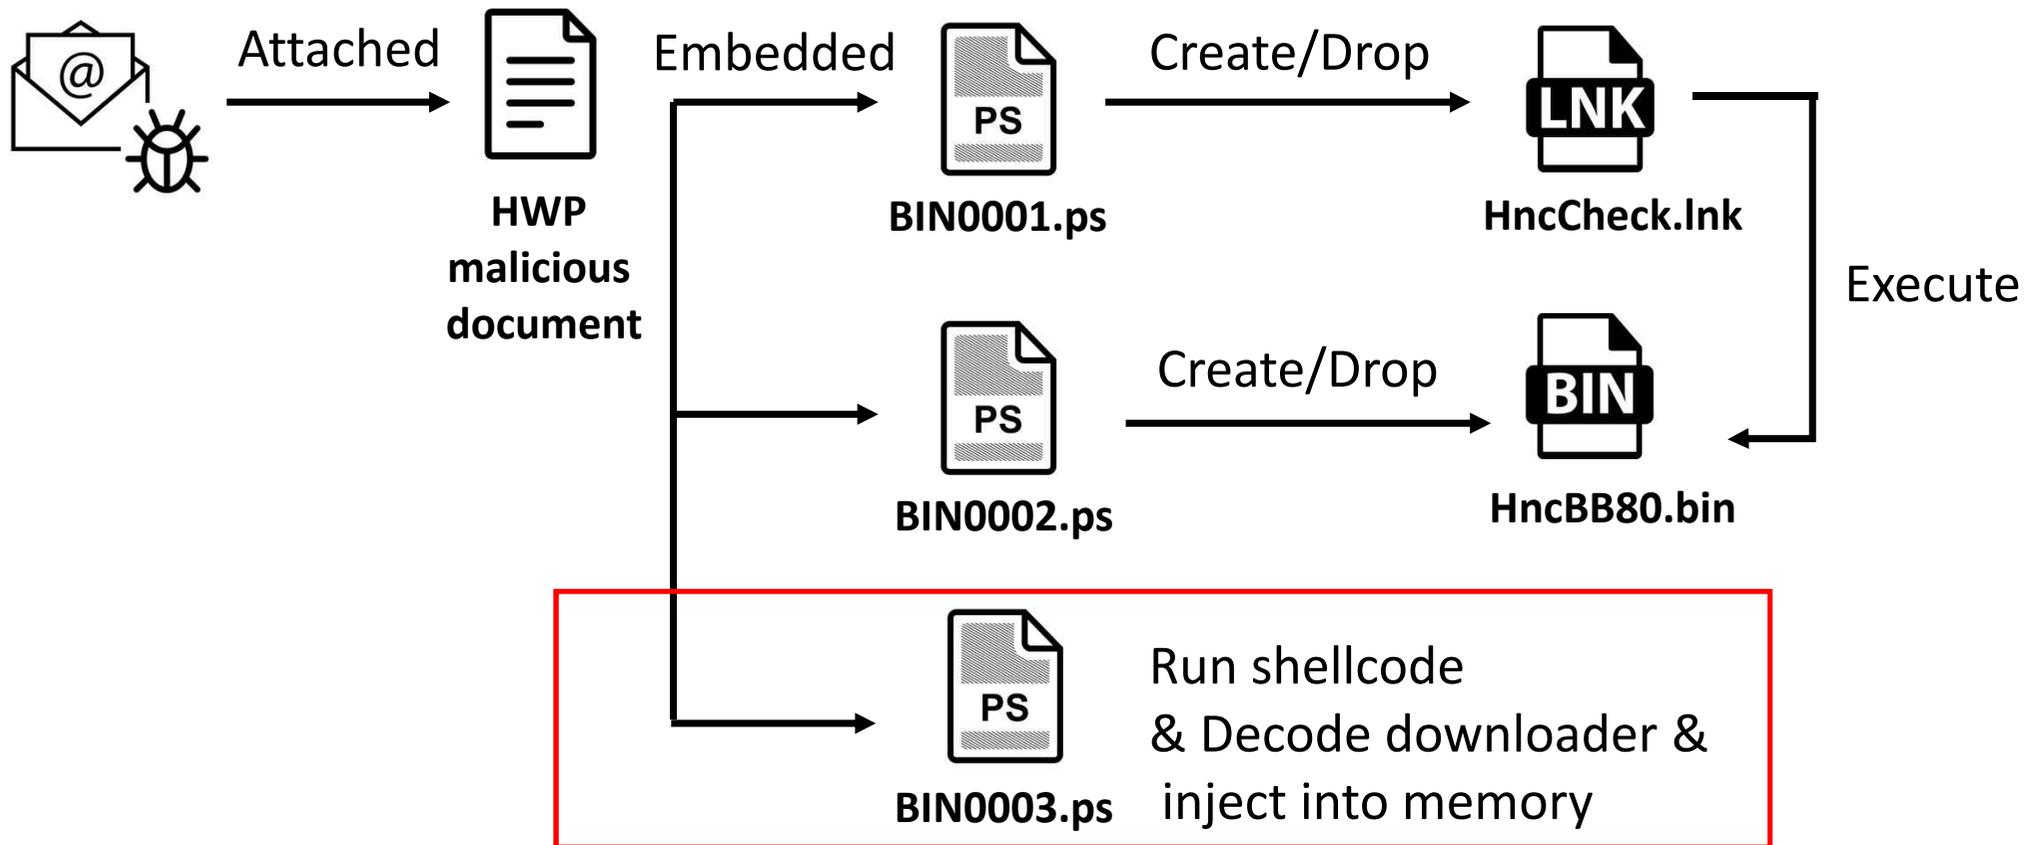 @
Attached
HWP
malicious
document
Embedded
PS
BIN0001.ps
Create/Drop
LNK
HncCheck.lnk
Execute
PS
BIN0002.ps
Create/Drop
BIN
HncBB80.bin
PS
BIN0003.ps
Run shellcode
& Decode downloader &
inject into memory